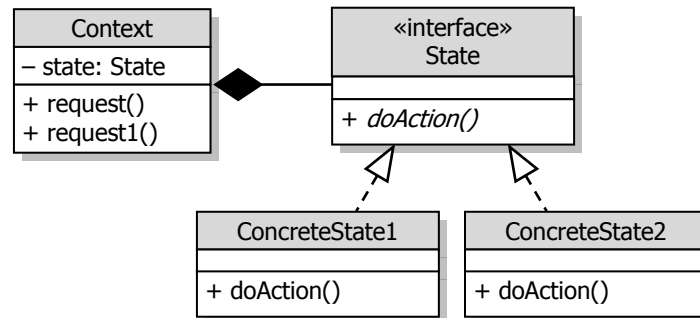 Context
– state: State
+ request()
+ request1()
«interface»
State
+ doAction()
ConcreteState1
+ doAction()
ConcreteState2
+ doAction()